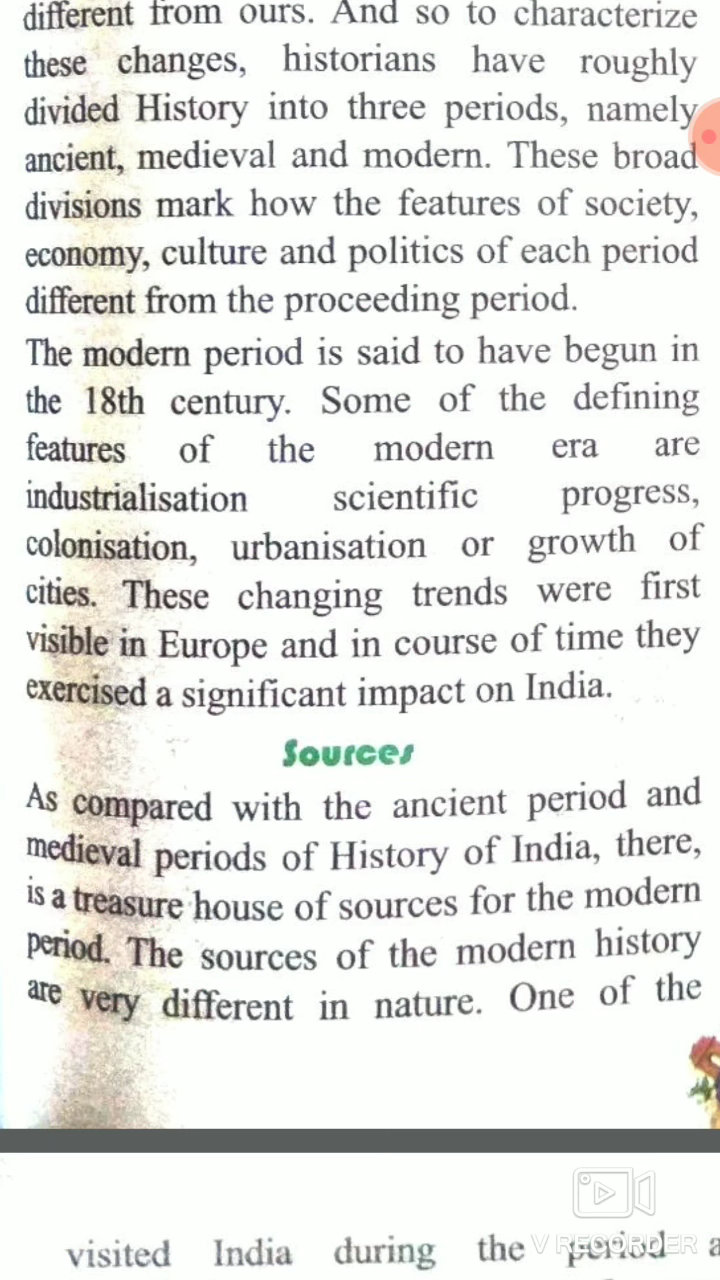 different from ours. And so to characterize
these changes, historians have roughly
divided History into three periods, namely
ancient, medieval and modern. These broad
divisions mark how the features of society,
economy, culture and politics of each period
different from the proceeding period.
The modern period is said to have begun in
the 18th century. Some of the defining
features of the modern era are
industrialisation scientific progress,
colonisation, urbanisation or growth of
cities. These changing trends were first
visible in Europe and in course of time they
exercised a significant impact on India.
Sources
As compared with the ancient period and
medieval periods of History of India, there,
is a treasure house of sources for the modern
period. The sources of the modern history
are very different in nature. One of the
visited India during the period a
V RECORDER